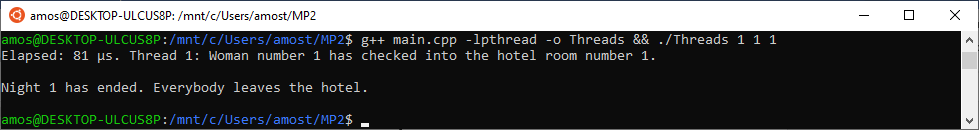 amos@DESKTOP-ULCUS8P: /mnt/c/Users/amost/MP2
amos@DESKTOP-ULCUS8P:/mnt/c/Users/amost/MP2$ g++ main.cpp -lpthread -o Threads && ./Threads 1 1 1
Elapsed: 81 µs. Thread 1: Woman number 1 has checked into the hotel room number 1.
Night 1 has ended. Everybody leaves the hotel.
amos@DESKTOP-ULCUS8P:/mnt/c/Users/amost/MP2$